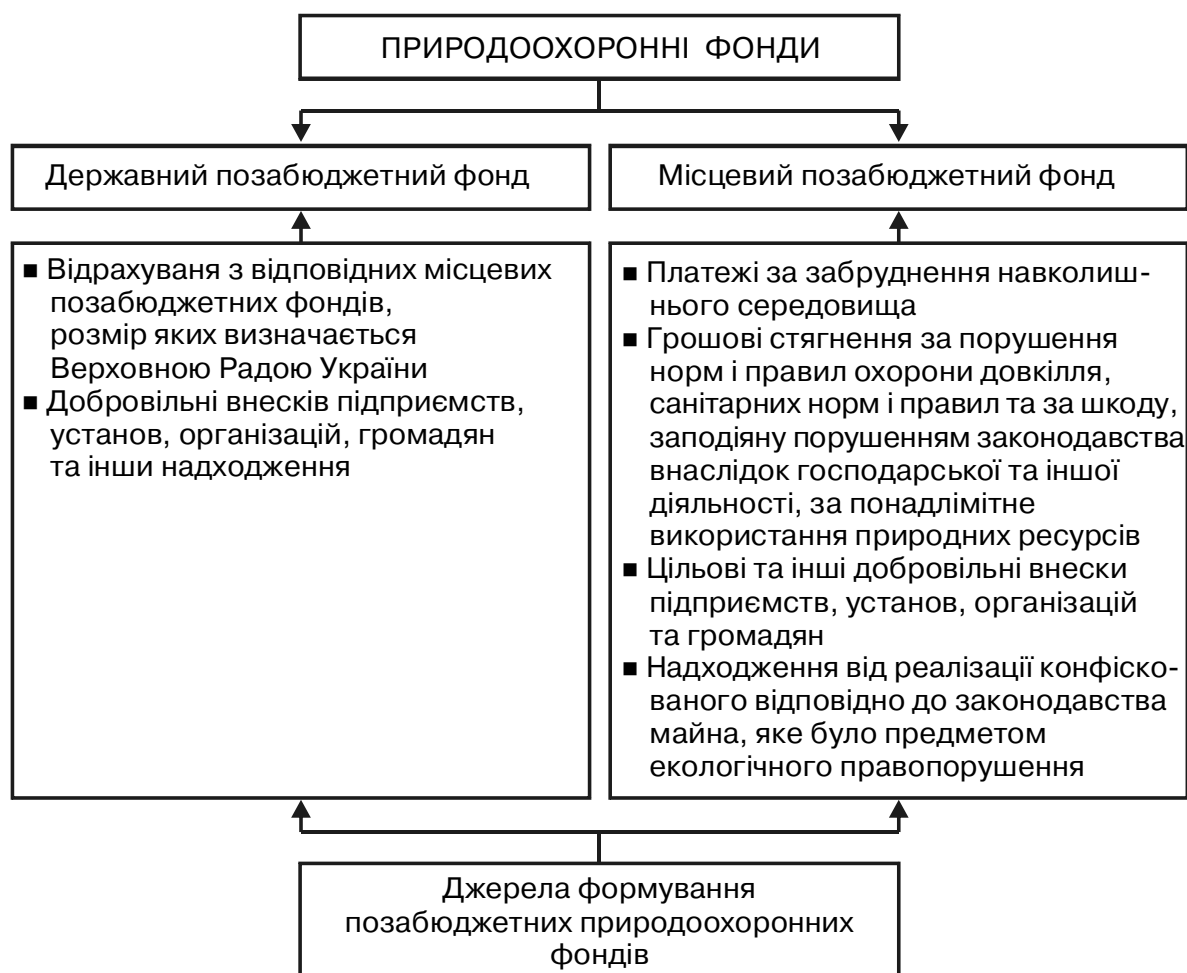 ПРИРОДООХОРОННІ ФОНДИ
Державний позабюджетний фонд
Місцевий позабюджетний фонд
■ Відрахуваня з відповідних місцевих
позабюджетних фондів,
розмір яких визначається
Верховною Радою України
■ Добровільні внесків підприємств,
установ, організацій, громадян
та інши надходження
■ Платежі за забруднення навколиш-
нього середовища
■ Грошові стягнення за порушення
норм і правил охорони довкілля,
санітарних норм і правил та за шкоду,
заподіяну порушенням законодавства
внаслідок господарської та іншої
діяльності, за понадлімітне
використання природних ресурсів
■ Цільові та інші добровільні внески
підприємств, установ, організацій
та громадян
■ Надходження від реалізації конфіско-
ваного відповідно до законодавства
майна, яке було предметом
екологічного правопорушення
Джерела формування
позабюджетних природоохоронних
фондів